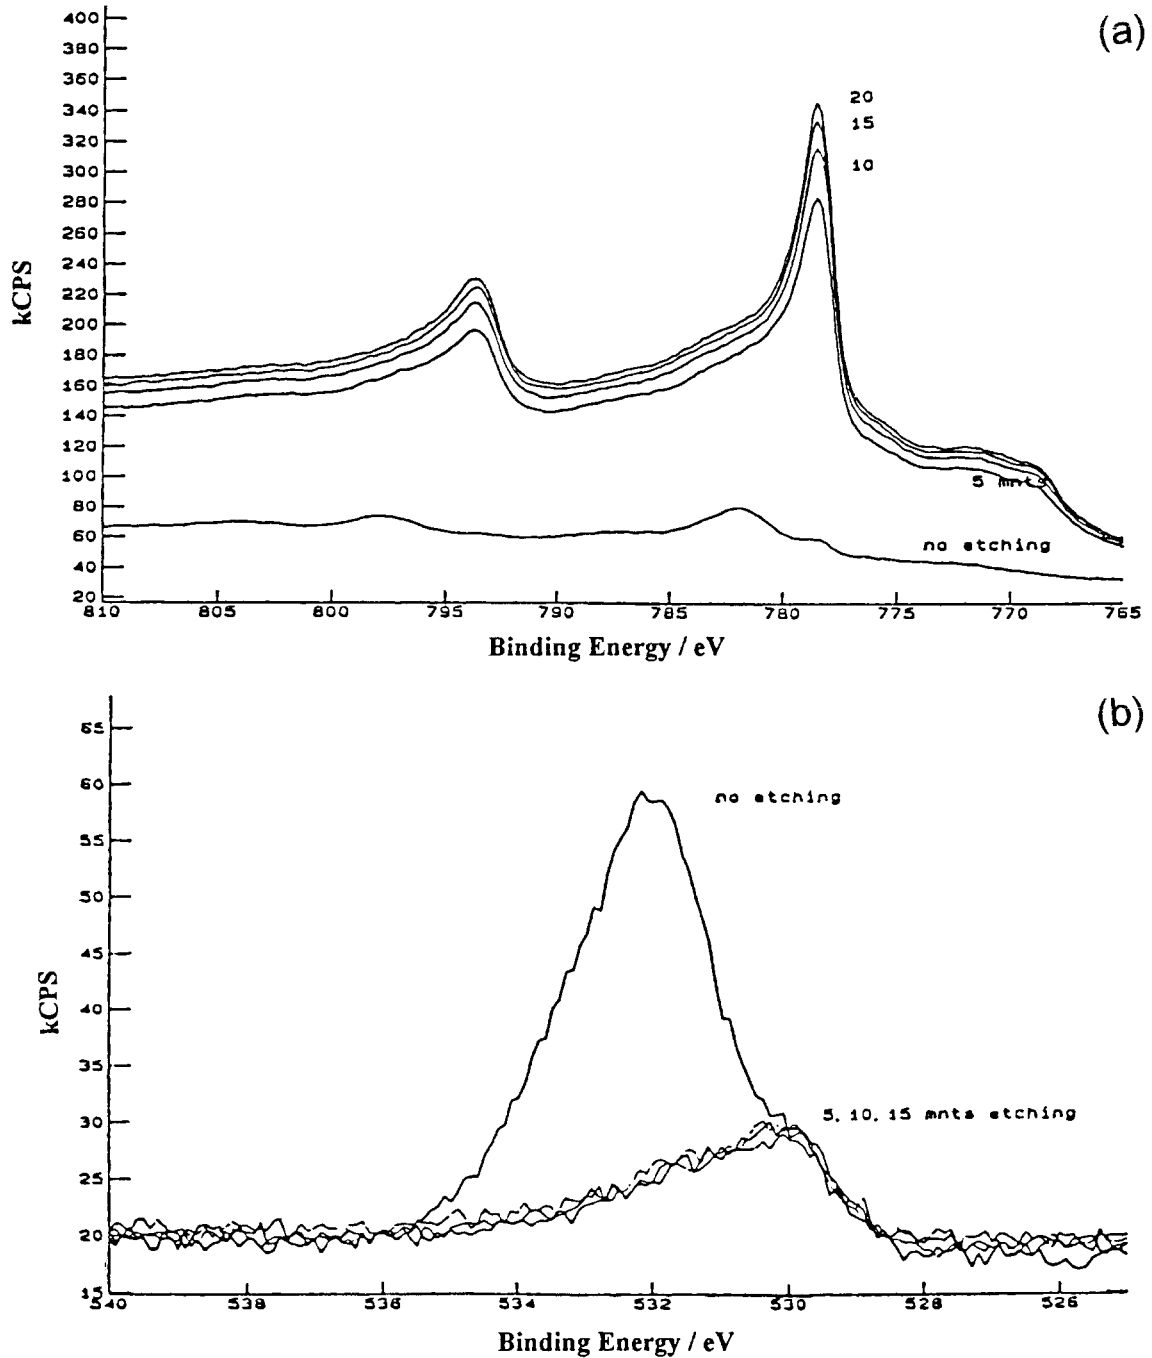 (a)
400
380
360
340
320
300
280
260
240
220
200
180
160
140
120
100
80
60
40
20
kCPS
20
15
10
5 mnts
no etching
810 805 800 795 790 785 780 775 770 765
Binding Energy / eV
(b)
65
60
55
50
45
40
35
30
25
20
15
kCPS
no etching
5, 10, 15 mnts etching
540 538 536 534 532 530 528 526
Binding Energy / eV